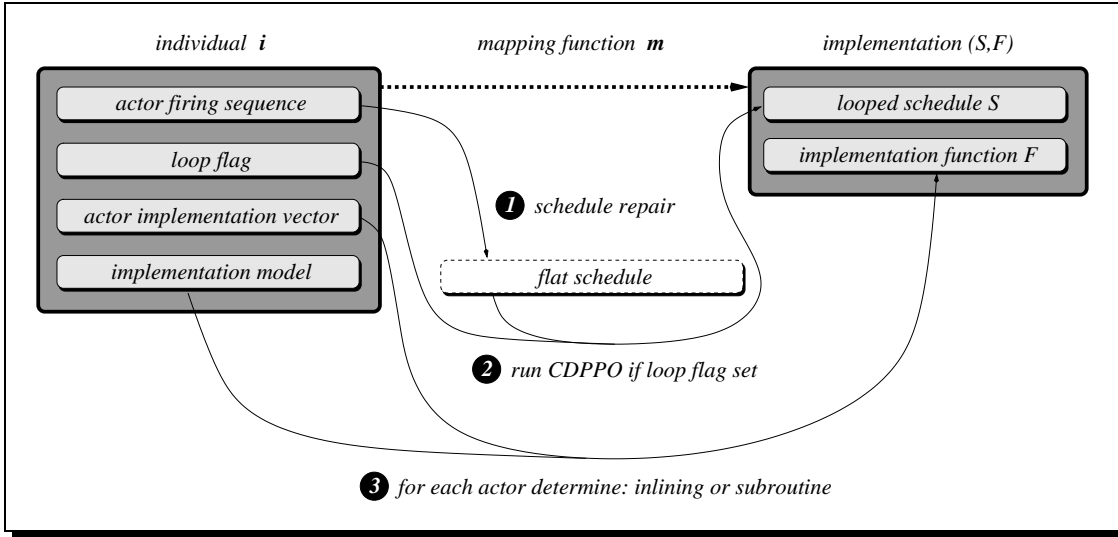 individual i
mapping function m
implementation (S,F)
actor firing sequence
loop flag
actor implementation vector
implementation model
looped schedule S
implementation function F
1 schedule repair
flat schedule
2 run CDPPO if loop flag set
3 for each actor determine: inlining or subroutine